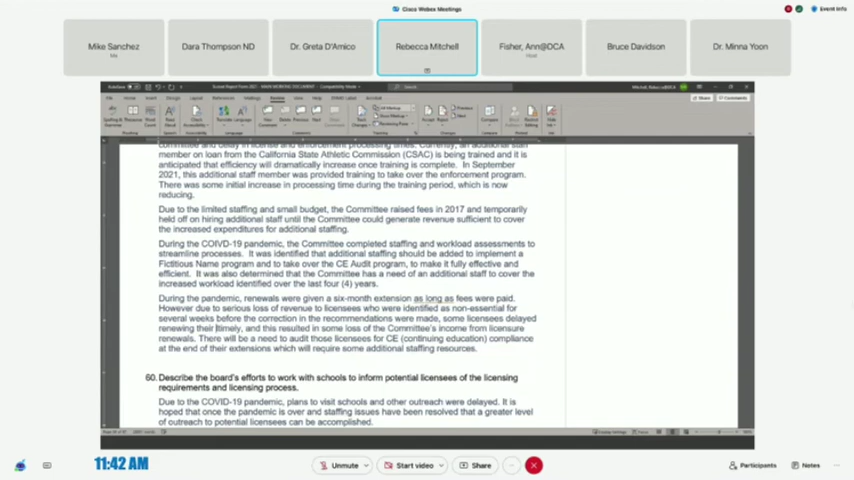 Cisco Webex Meetings
Event Info
Mike Sanchez
Me
Dara Thompson ND
Dr. Greta D'Amico
Rebecca Mitchell
Fisher, Ann@DCA
Host
Bruce Davidson
Dr. Minna Yoon
AutoSave
Search
Share
Comments
committee and delay in license and enforcement processing times. Currently, an additional staff
member on loan from the California State Athletic Commission (CSAC) is being trained and it is
anticipated that efficiency will dramatically increase once training is complete. In September
2021, this additional staff member was provided training to take over the enforcement program.
There was some initial increase in processing time during the training period, which is now
reducing.
Due to the limited staffing and small budget, the Committee raised fees in 2017 and temporarily
held off on hiring additional staff until the Committee could generate revenue sufficient to cover
the increased expenditures for additional staffing.
During the COIVD-19 pandemic, the Committee completed staffing and workload assessments to
streamline processes. It was identified that additional staffing should be added to implement a
Fictitious Name program and to take over the CE Audit program, to make it fully effective and
efficient. It was also determined that the Committee has a need of an additional staff to cover the
increased workload identified over the last four (4) years.
During the pandemic, renewals were given a six-month extension as long as fees were paid.
However due to serious loss of revenue to licensees who were identified as non-essential for
several weeks before the correction in the recommendations were made, some licensees delayed
renewing their timely, and this resulted in some loss of the Committee's income from licensure
renewals. There will be a need to audit those licensees for CE (continuing education) compliance
at the end of their extensions which will require some additional staffing resources.
60. Describe the board's efforts to work with schools to inform potential licensees of the licensing
requirements and licensing process.
Due to the COVID-19 pandemic, plans to visit schools and other outreach were delayed. It is
hoped that once the pandemic is over and staffing issues have been resolved that a greater level
of outreach to potential licensees can be accomplished.
11:42 AM
Unmute
Start video
Share
Participants
Notes